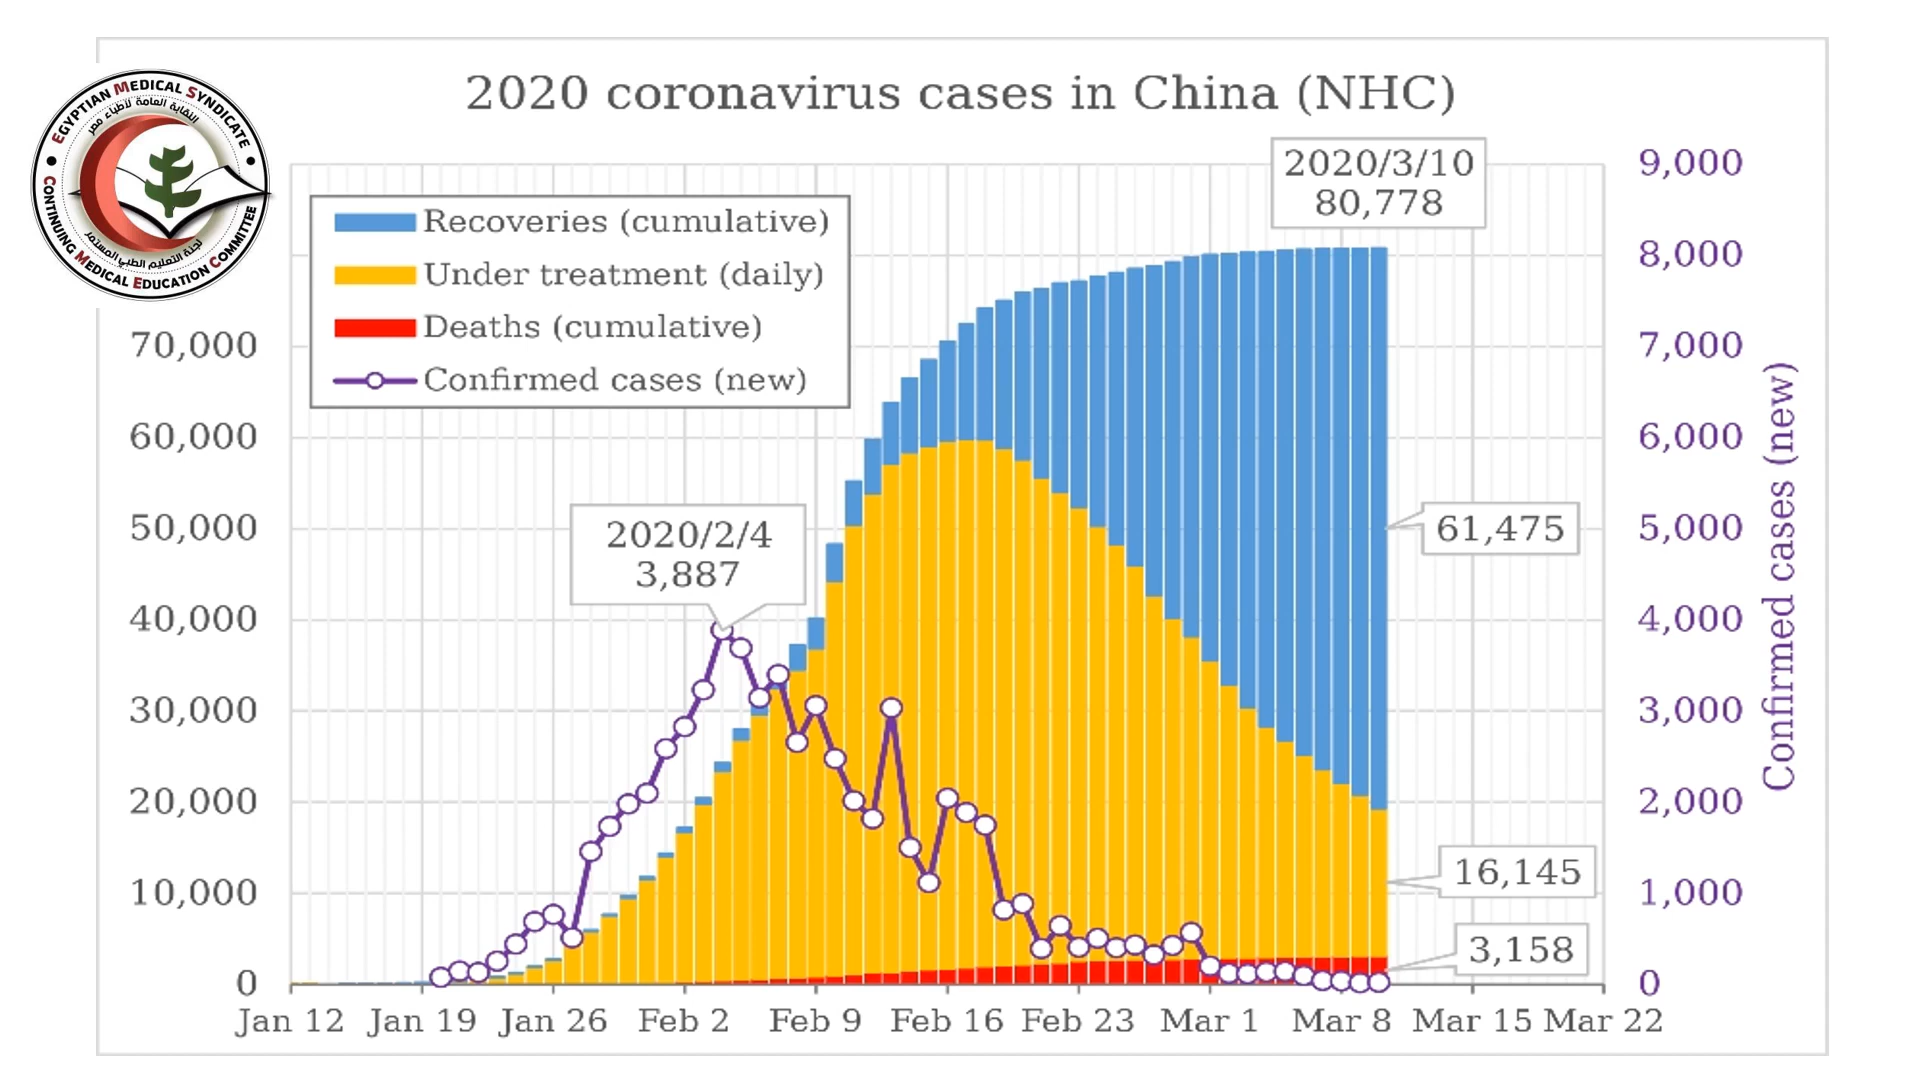 EGYPTIAN MEDICAL SYNDICATE
النقابة العامة لأطباء مصر
لجنة التعليم الطبي المستمر
CONTINUING MEDICAL EDUCATION COMMITTEE
2020 coronavirus cases in China (NHC)
Recoveries (cumulative)
Under treatment (daily)
Deaths (cumulative)
Confirmed cases (new)
2020/3/10
80,778
2020/2/4
3,887
61,475
16,145
3,158
70,000
60,000
50,000
40,000
30,000
20,000
10,000
0
9,000
8,000
7,000
6,000
5,000
4,000
3,000
2,000
1,000
0
Confirmed cases (new)
Jan 12 Jan 19 Jan 26 Feb 2 Feb 9 Feb 16 Feb 23 Mar 1 Mar 8 Mar 15 Mar 22